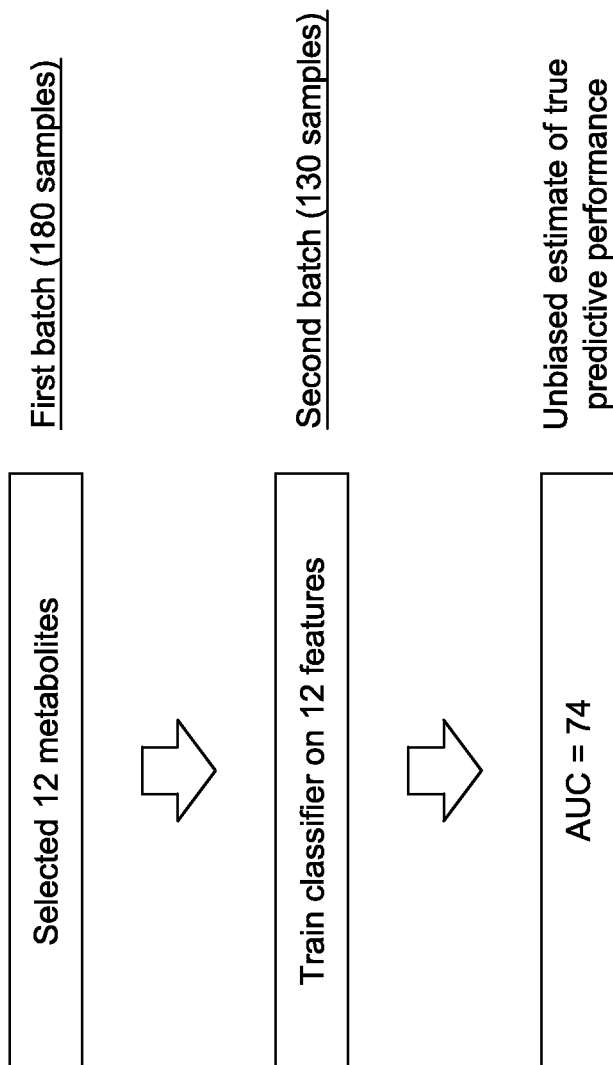 Selected 12 metabolites
First batch (180 samples)
Train classifier on 12 features
Second batch (130 samples)
AUC = 74
Unbiased estimate of true
predictive performance